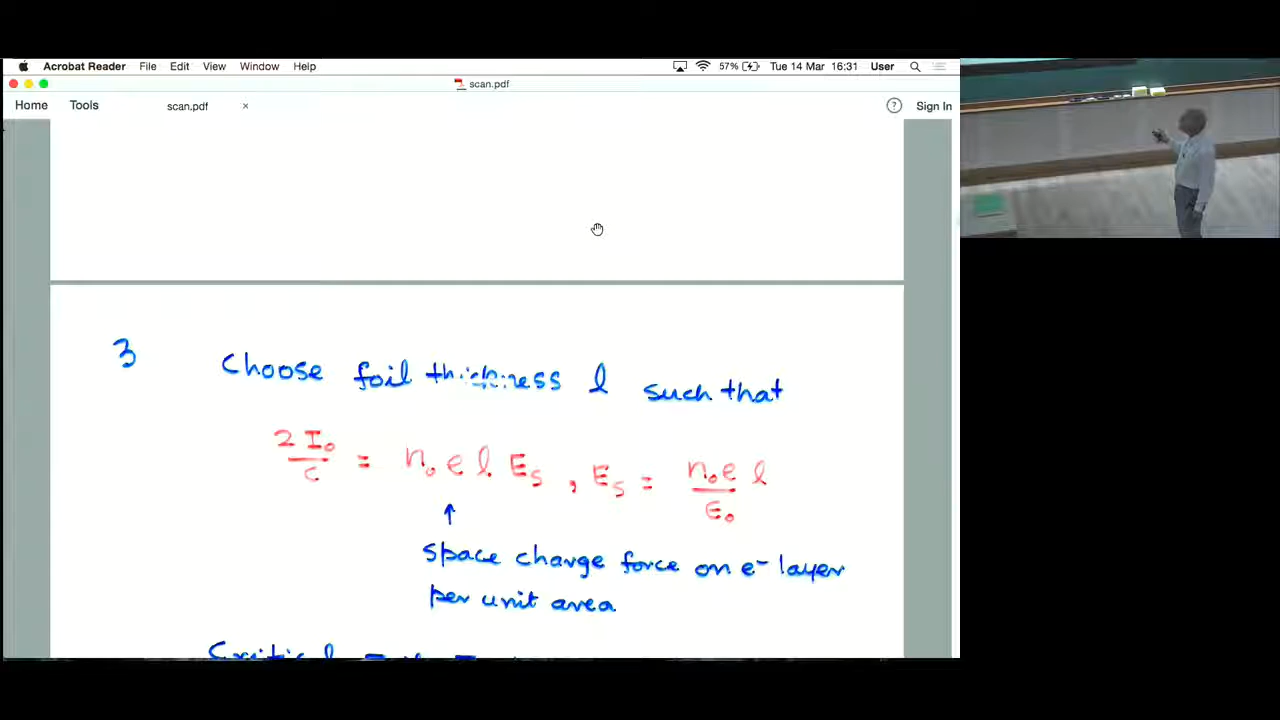 Acrobat Reader File Edit View Window Help 57% Tue 14 Mar 16:31 User
scan.pdf
Home Tools scan.pdf × ? Sign In
3 Choose foil thickness l such that
2 I₀ / c = n₀ e l E_s , E_s = n₀ e / ε₀ l
↑
space charge force on e⁻ layer
per unit area